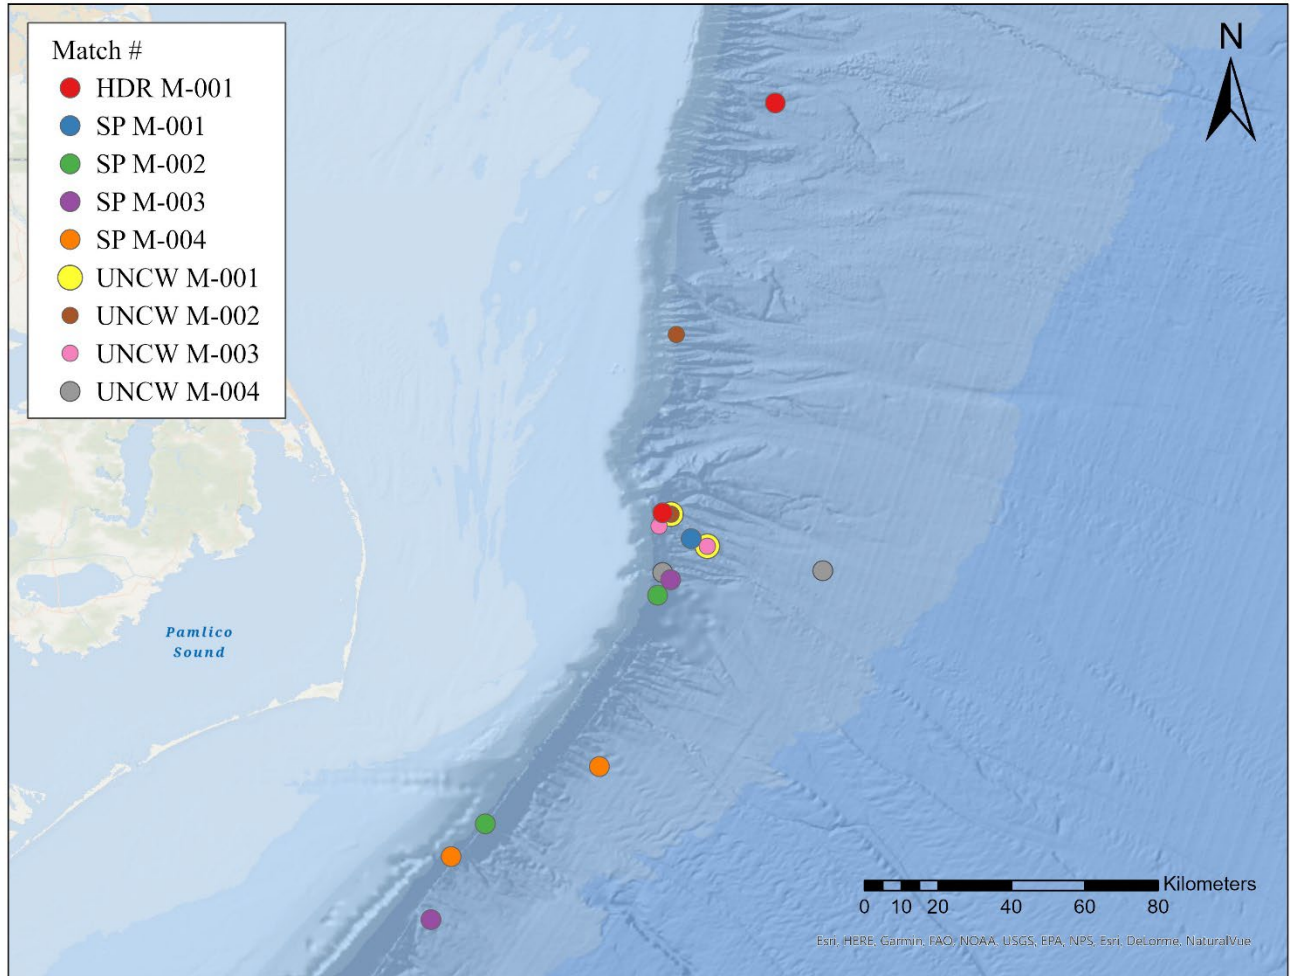 Match #
HDR M-001
SP M-001
SP M-002
SP M-003
SP M-004
UNCW M-001
UNCW M-002
UNCW M-003
UNCW M-004
N
Pamlico
Sound
Kilometers
0 10 20 40 60 80
Esri, HERE, Garmin, FAO, NOAA, USGS, EPA, NPS, Esri, DeLorme, NaturalVue